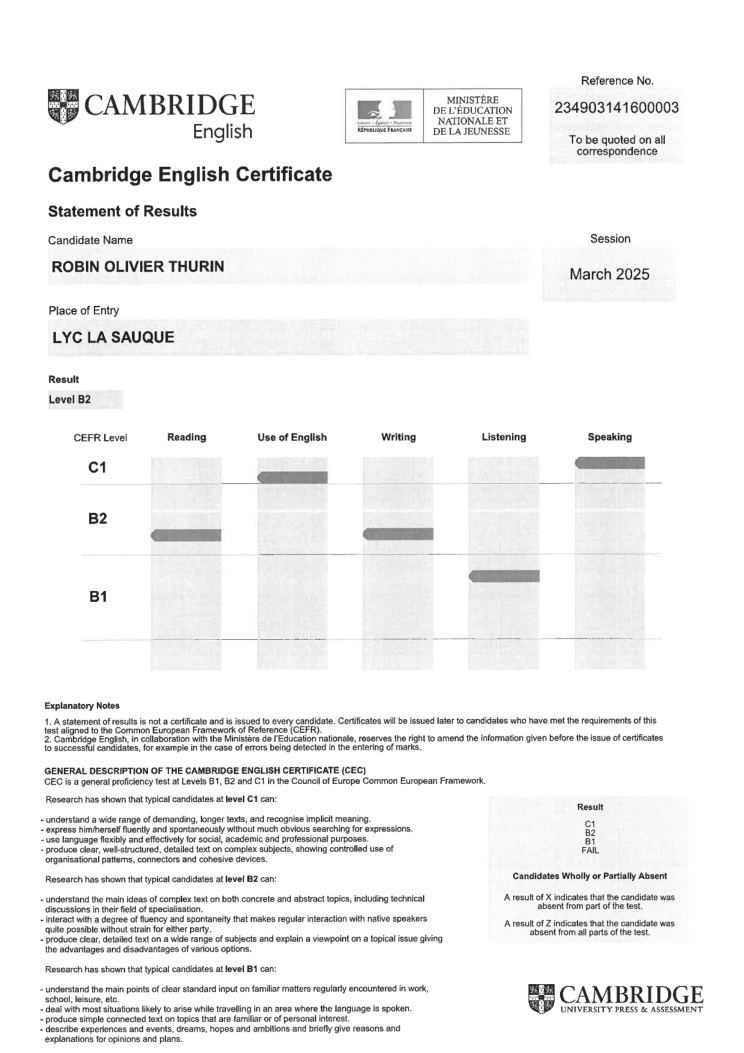 CAMBRIDGE
English
Liberté • Égalité • Fraternité
RÉPUBLIQUE FRANÇAISE
MINISTÈRE
DE L'ÉDUCATION
NATIONALE ET
DE LA JEUNESSE
Reference No.
234903141600003
To be quoted on all
correspondence
Cambridge English Certificate
Statement of Results
Candidate Name
ROBIN OLIVIER THURIN
Session
March 2025
Place of Entry
LYC LA SAUQUE
Result
Level B2
CEFR Level Reading Use of English Writing Listening Speaking
C1
B2
B1
Explanatory Notes
1. A statement of results is not a certificate and is issued to every candidate. Certificates will be issued later to candidates who have met the requirements of this
test aligned to the Common European Framework of Reference (CEFR).
2. Cambridge English, in collaboration with the Ministère de l'Education nationale, reserves the right to amend the information given before the issue of certificates
to successful candidates, for example in the case of errors being detected in the entering of marks.
GENERAL DESCRIPTION OF THE CAMBRIDGE ENGLISH CERTIFICATE (CEC)
CEC is a general proficiency test at Levels B1, B2 and C1 in the Council of Europe Common European Framework.
Research has shown that typical candidates at level C1 can:
- understand a wide range of demanding, longer texts, and recognise implicit meaning.
- express him/herself fluently and spontaneously without much obvious searching for expressions.
- use language flexibly and effectively for social, academic and professional purposes.
- produce clear, well-structured, detailed text on complex subjects, showing controlled use of
organisational patterns, connectors and cohesive devices.
Research has shown that typical candidates at level B2 can:
- understand the main ideas of complex text on both concrete and abstract topics, including technical
discussions in their field of specialisation.
- interact with a degree of fluency and spontaneity that makes regular interaction with native speakers
quite possible without strain for either party.
- produce clear, detailed text on a wide range of subjects and explain a viewpoint on a topical issue giving
the advantages and disadvantages of various options.
Research has shown that typical candidates at level B1 can:
- understand the main points of clear standard input on familiar matters regularly encountered in work,
school, leisure, etc.
- deal with most situations likely to arise while travelling in an area where the language is spoken.
- produce simple connected text on topics that are familiar or of personal interest.
- describe experiences and events, dreams, hopes and ambitions and briefly give reasons and
explanations for opinions and plans.
Result
C1
B2
B1
FAIL
Candidates Wholly or Partially Absent
A result of X indicates that the candidate was
absent from part of the test.
A result of Z indicates that the candidate was
absent from all parts of the test.
CAMBRIDGE
UNIVERSITY PRESS & ASSESSMENT